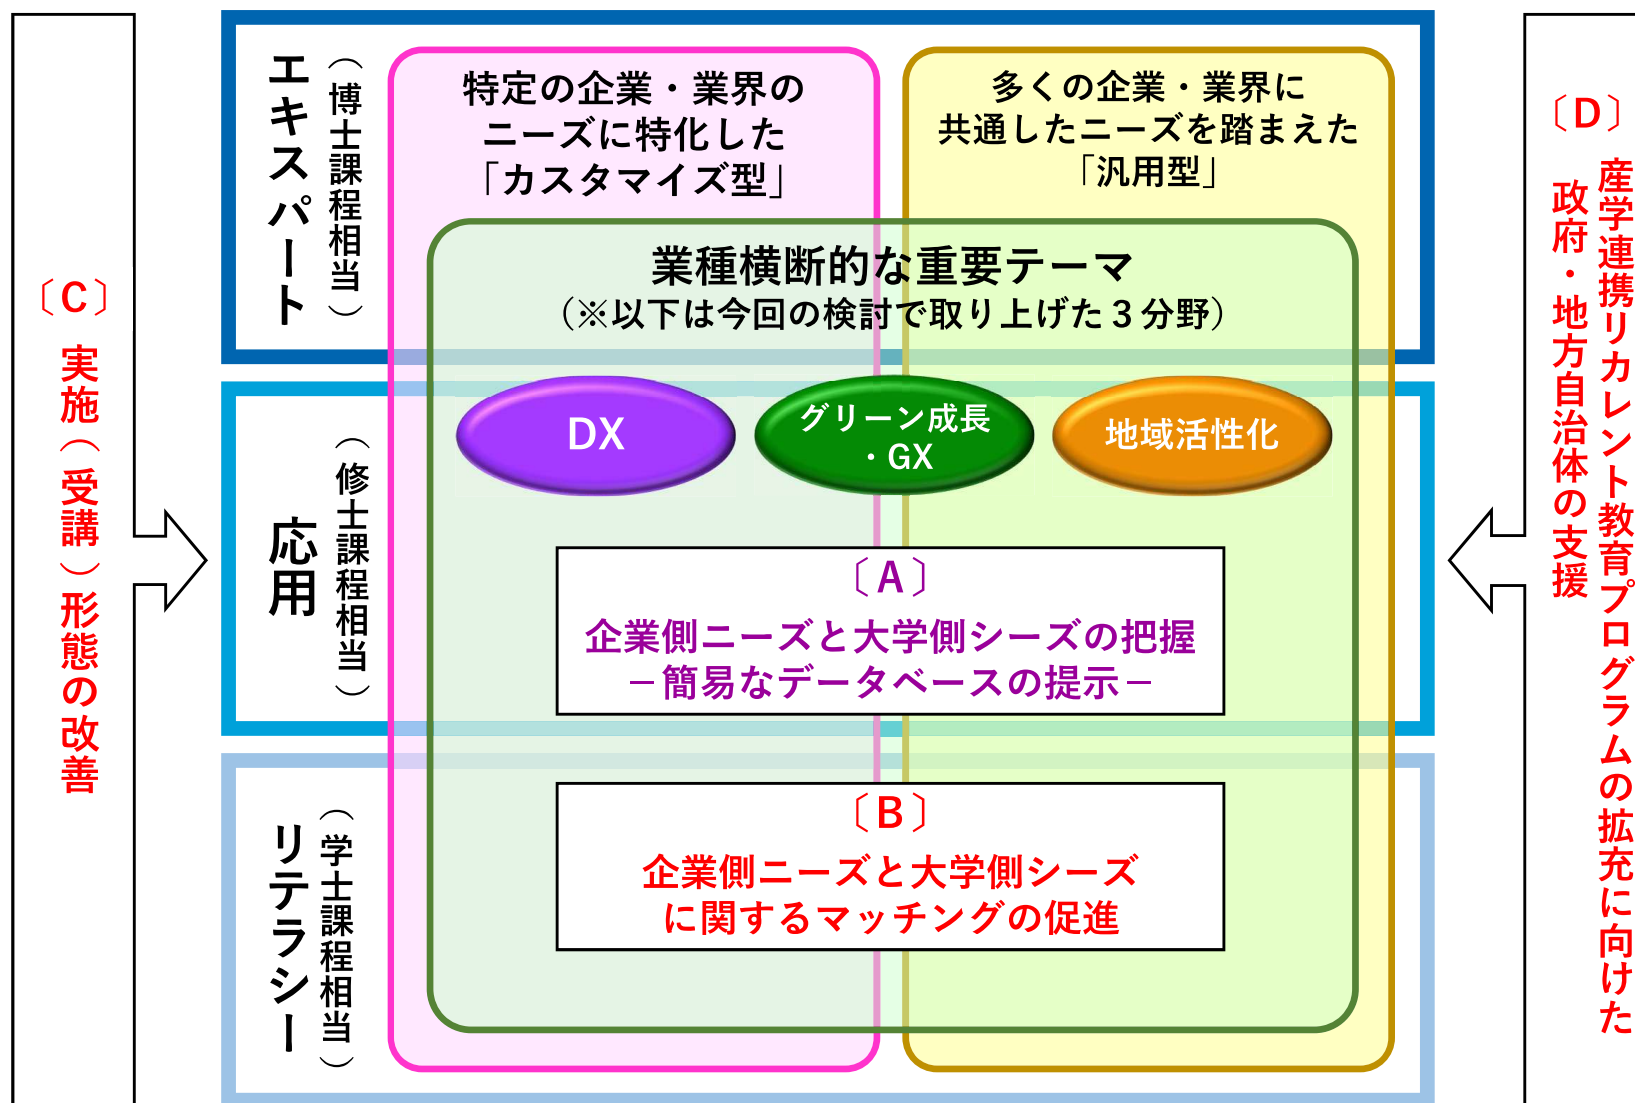 〔C〕
実施（受講）形態の改善
エキスパート
（博士課程相当）
特定の企業・業界の
ニーズに特化した
「カスタマイズ型」
多くの企業・業界に
共通したニーズを踏まえた
「汎用型」
業種横断的な重要テーマ
（※以下は今回の検討で取り上げた３分野）
DX
グリーン成長
・GX
地域活性化
応用
（修士課程相当）
〔A〕
企業側ニーズと大学側シーズの把握
－簡易なデータベースの提示－
リテラシー
（学士課程相当）
〔B〕
企業側ニーズと大学側シーズ
に関するマッチングの促進
〔D〕
産学連携リカレント教育プログラムの拡充に向けた
政府・地方自治体の支援